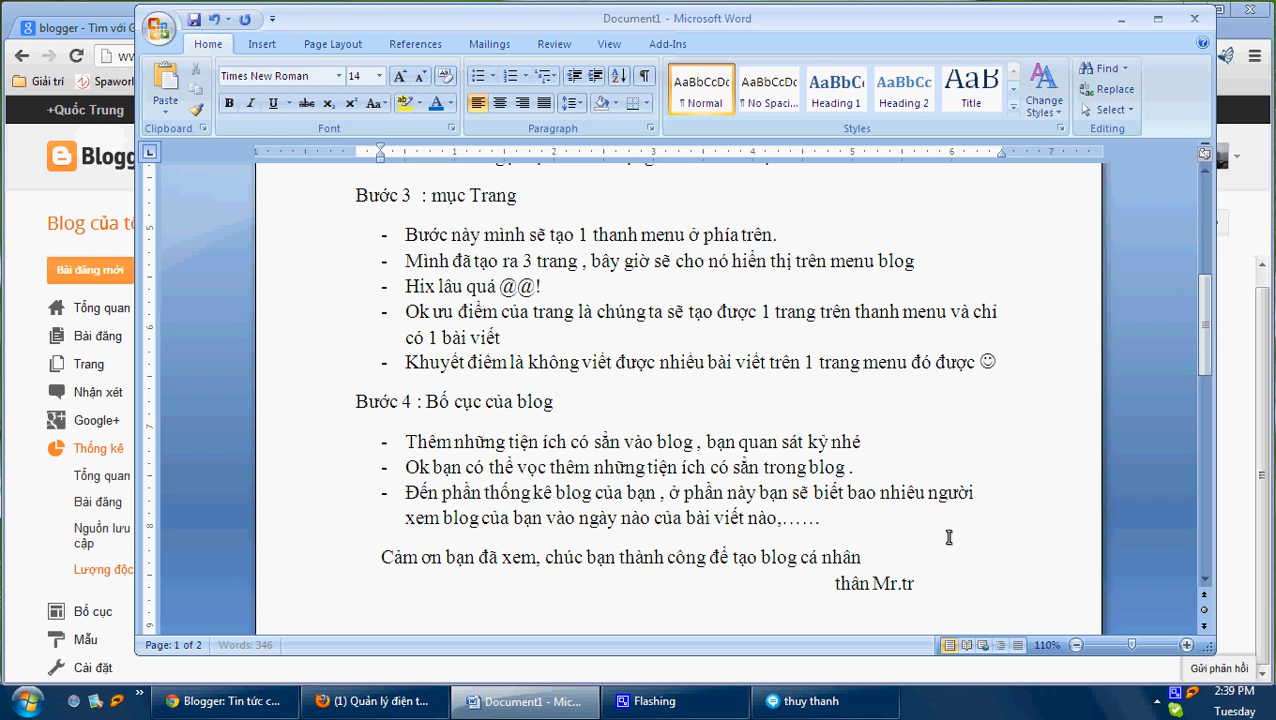 blogger - Tìm với G
Document1 - Microsoft Word
Home Insert Page Layout References Mailings Review View Add-Ins
Giải trí Spawor
Times New Roman 14
Paste
AaBbCcDc AaBbCcDc AaBbC AaBbCc AaB
¶ Normal ¶ No Spaci... Heading 1 Heading 2 Title
Change Styles
Find
Replace
Select
Clipboard Font Paragraph Styles Editing
+Quốc Trung
Blogg
Blog của tô
Bài đăng mới
Tổng quan
Bài đăng
Trang
Nhận xét
Google+
Thống kê
Tổng quan
Bài đăng
Nguồn lưu
cập
Lượng độc
Bố cục
Mẫu
Cài đặt
Bước 3 : mục Trang
- Bước này mình sẽ tạo 1 thanh menu ở phía trên.
- Mình đã tạo ra 3 trang , bây giờ sẽ cho nó hiển thị trên menu blog
- Hix lâu quá @@!
- Ok ưu điểm của trang là chúng ta sẽ tạo được 1 trang trên thanh menu và chỉ
có 1 bài viết
- Khuyết điểm là không viết được nhiều bài viết trên 1 trang menu đó được ☺
Bước 4 : Bố cục của blog
- Thêm những tiện ích có sẳn vào blog , bạn quan sát kỳ nhé
- Ok bạn có thể vọc thêm những tiện ích có sẳn trong blog .
- Đến phần thống kê blog của bạn , ở phần này bạn sẽ biết bao nhiêu người
xem blog của bạn vào ngày nào của bài viết nào,……
Cảm ơn bạn đã xem, chúc bạn thành công để tạo blog cá nhân
thân Mr.tr
Page: 1 of 2 Words: 346 110%
Gửi phản hồi
Blogger: Tin tức c... (1) Quản lý điện t... Document1 - Mic... Flashing thuy thanh
2:39 PM
Tuesday